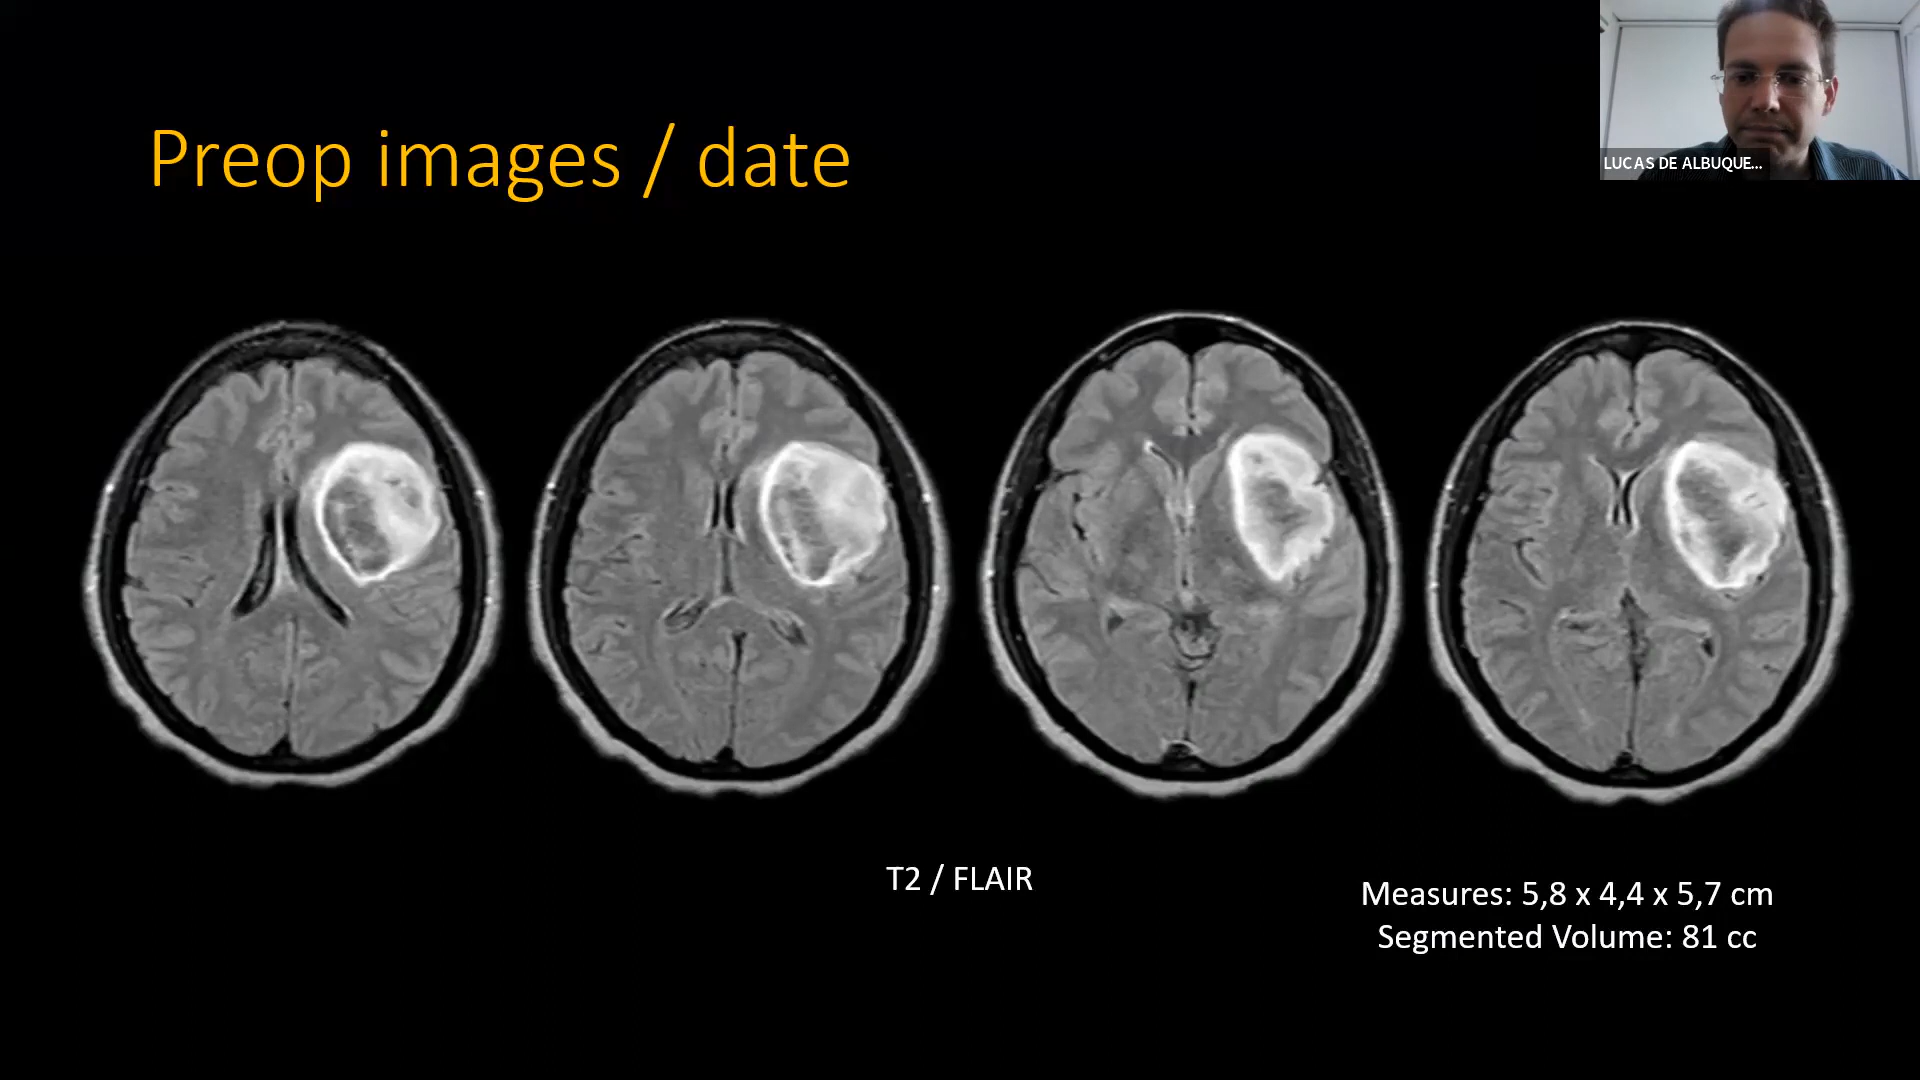 LUCAS DE ALBUQUE...
Preop images / date
T2 / FLAIR
Measures: 5,8 x 4,4 x 5,7 cm
Segmented Volume: 81 cc